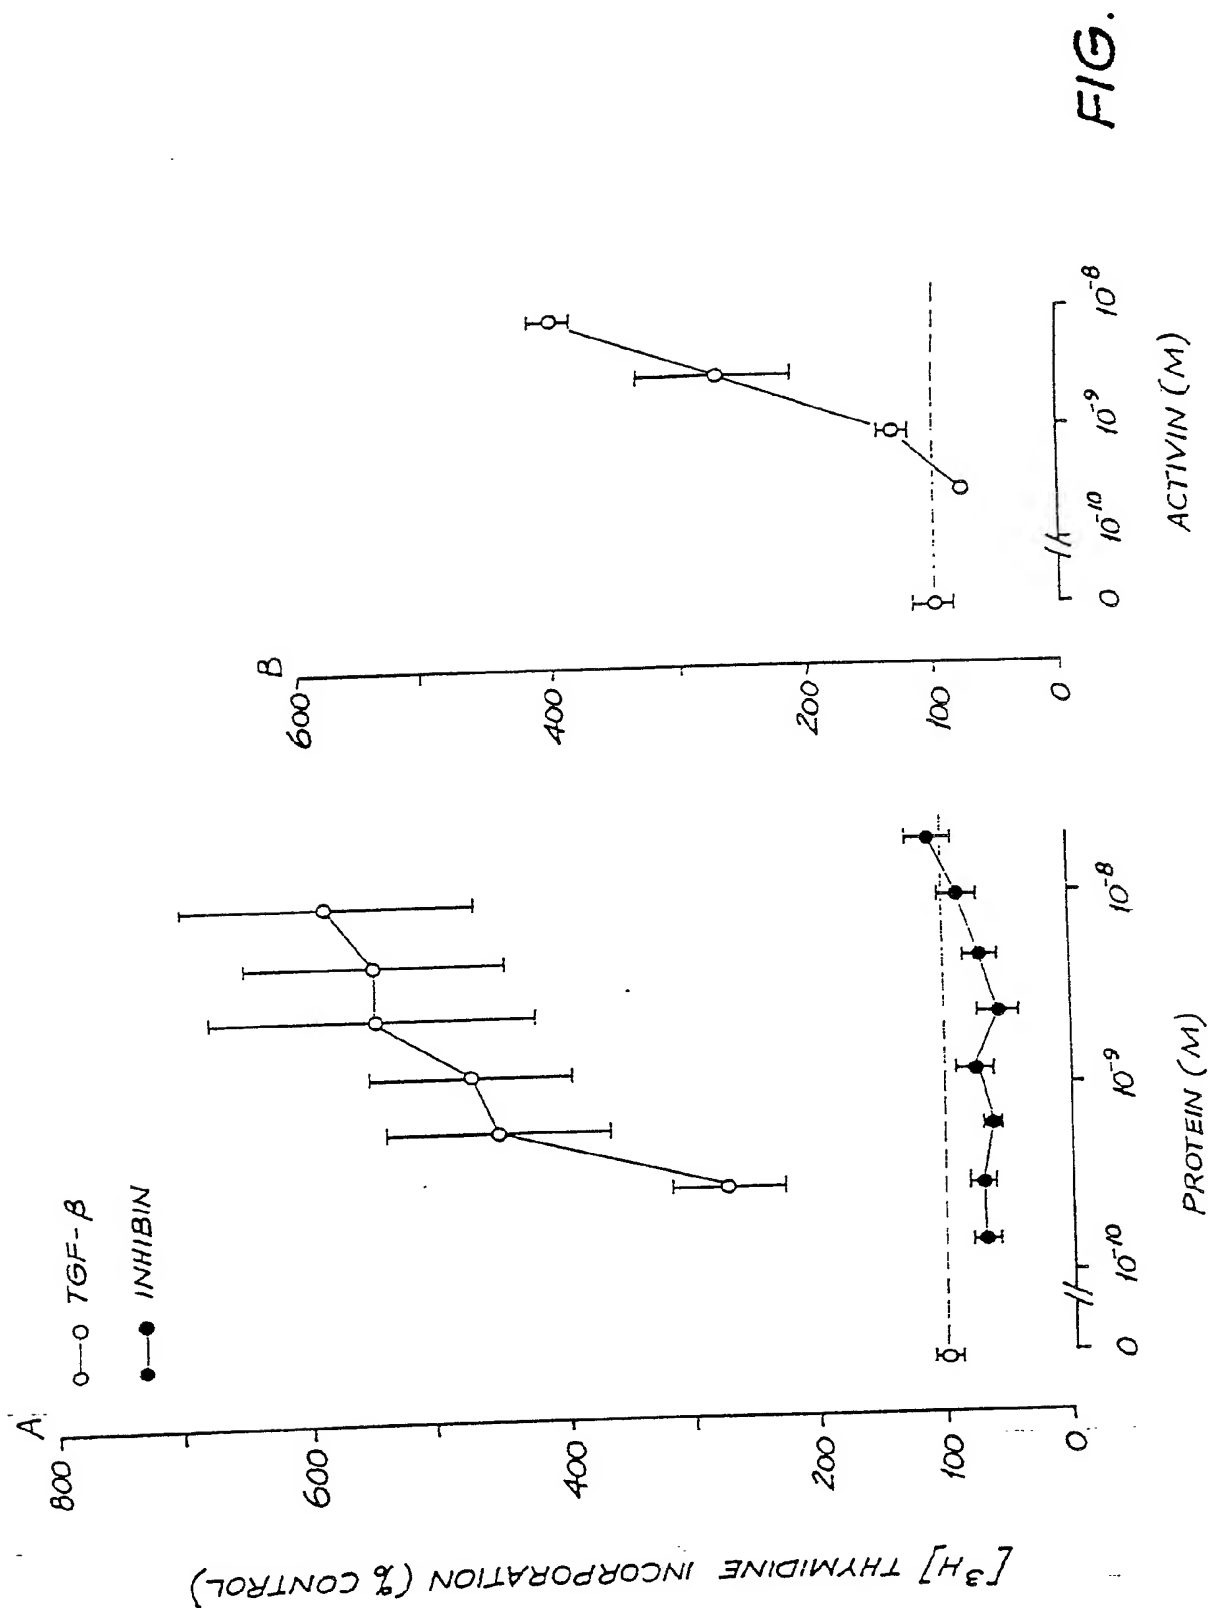 A
○—○ TGF-β
●—● INHIBIN
[³H] THYMIDINE INCORPORATION (% CONTROL)
800
600
400
200
100
0
0
10⁻¹⁰
10⁻⁹
10⁻⁸
PROTEIN (M)
B
600
400
200
100
0
0
10⁻¹⁰
10⁻⁹
10⁻⁸
ACTIVIN (M)
FIG.